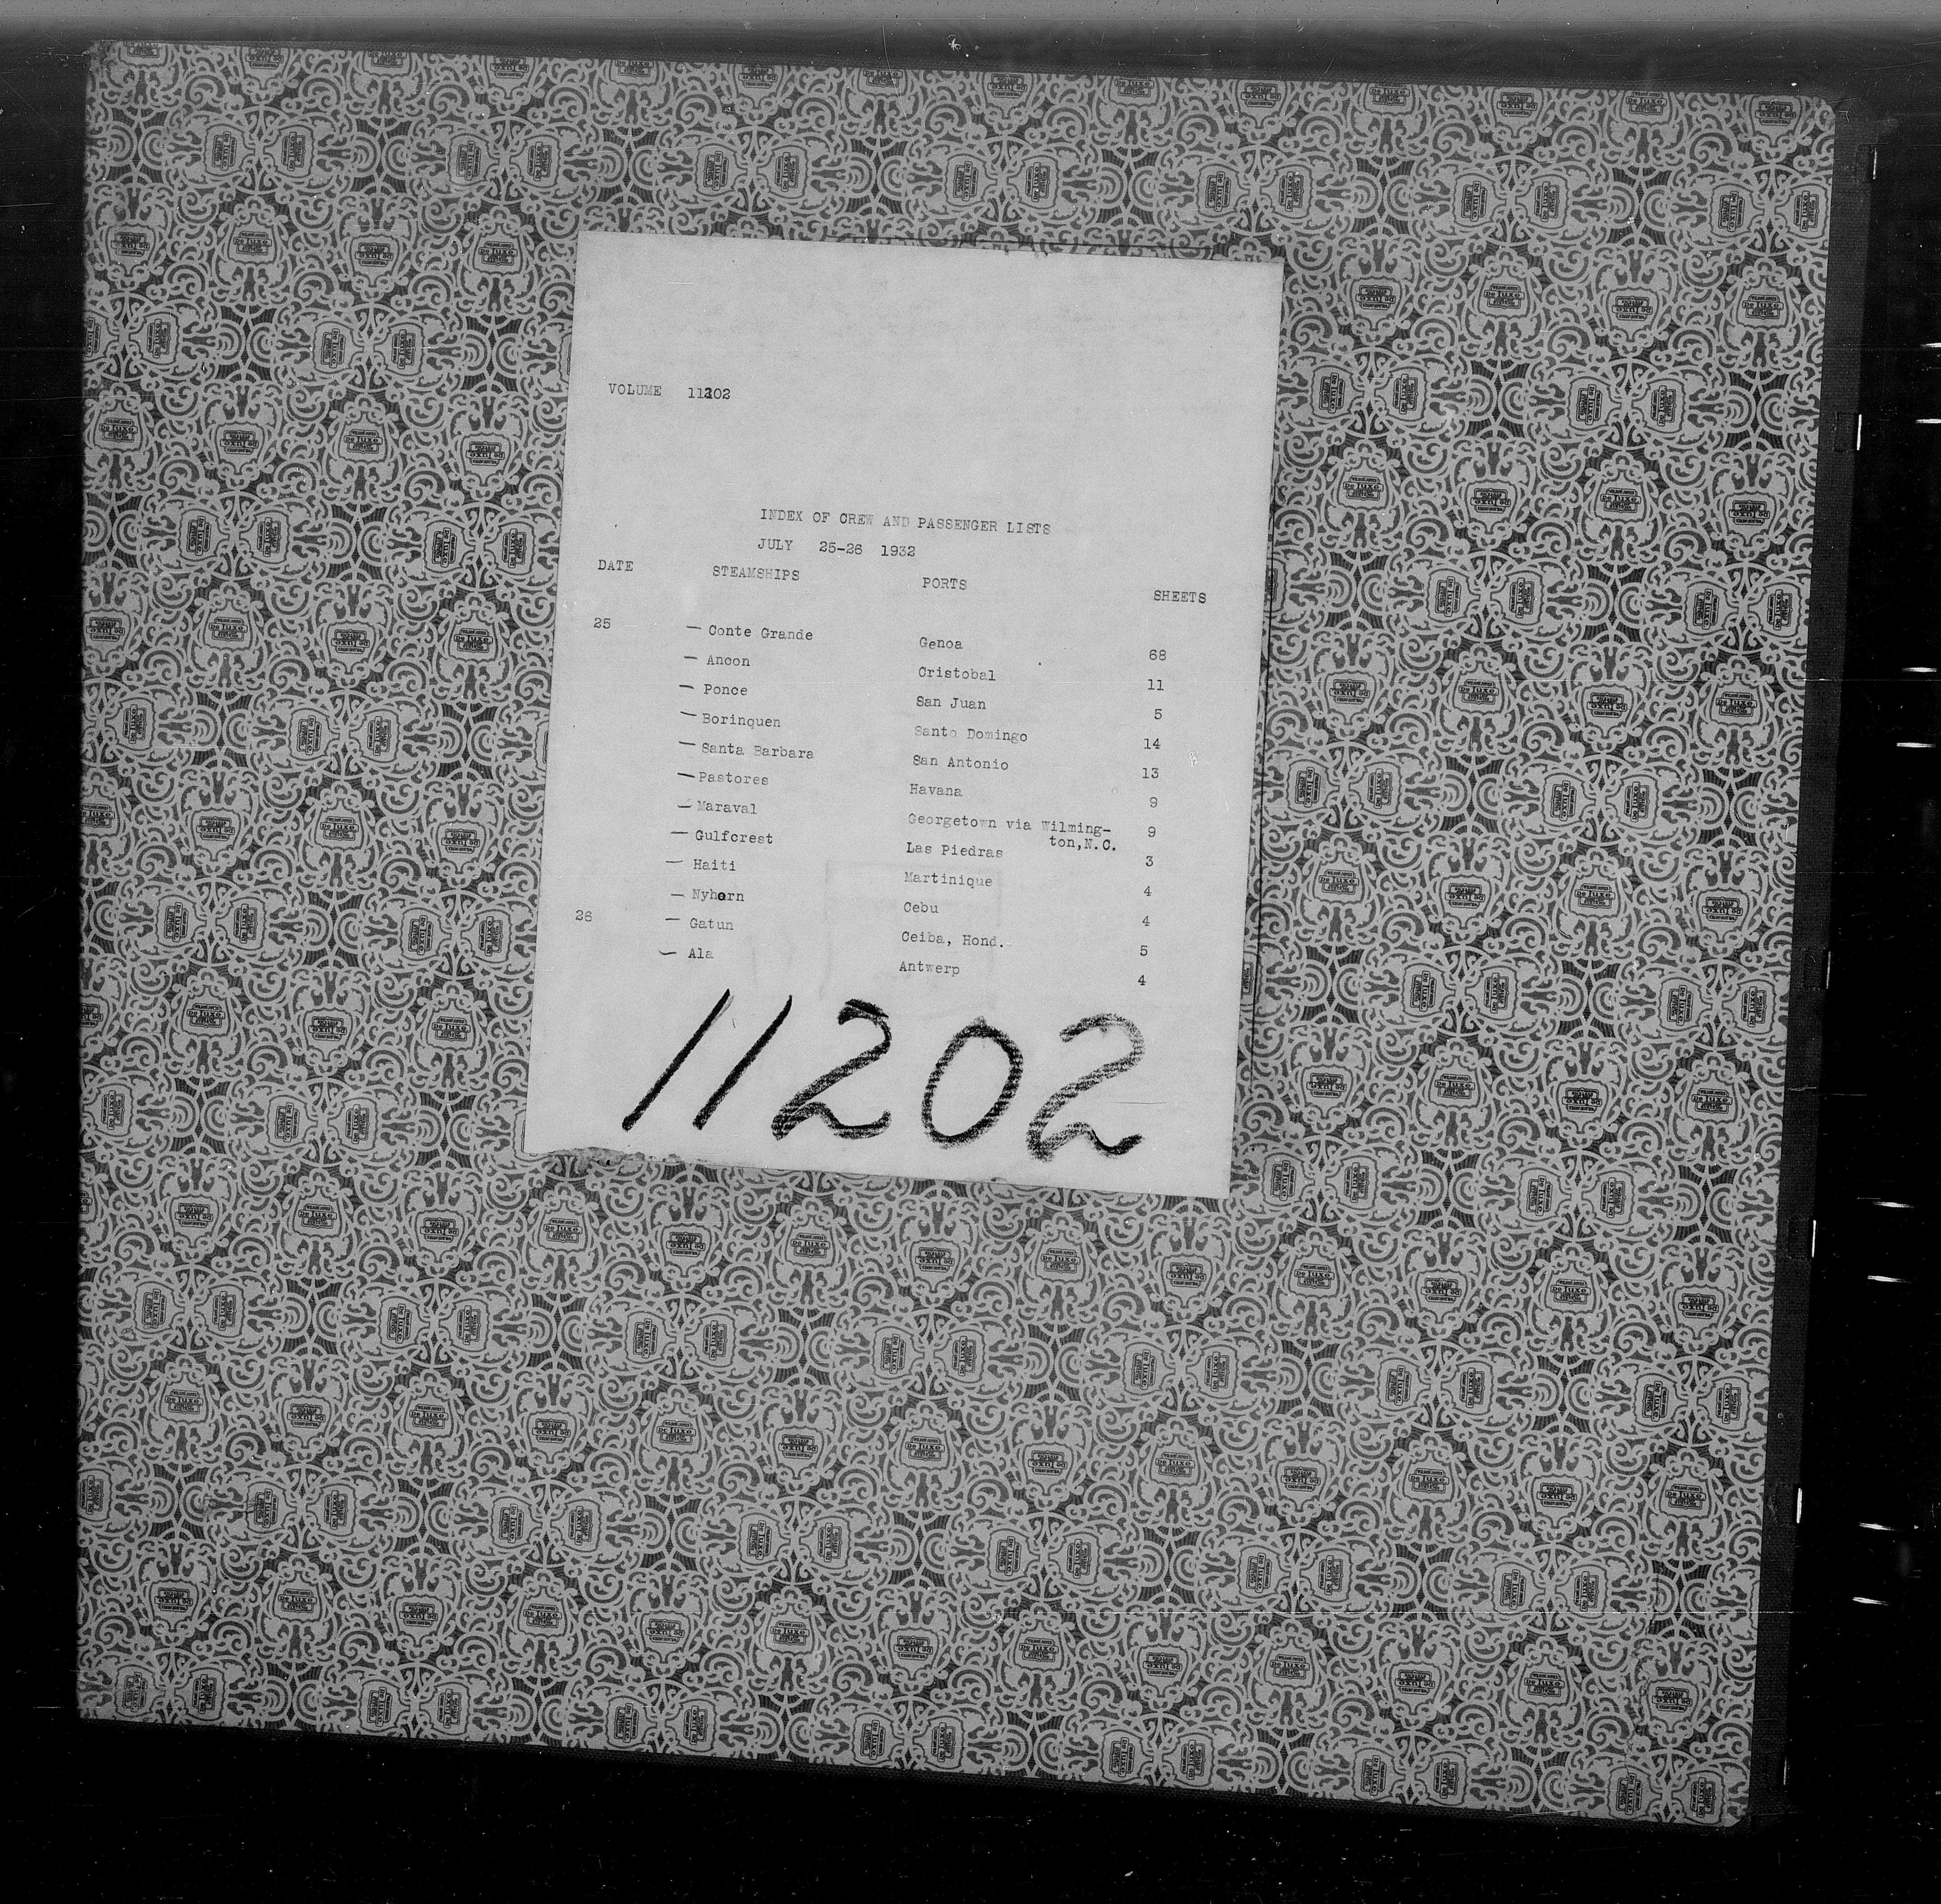 VOLUME 11202
INDEX OF CREW AND PASSENGER LISTS
JULY 25-26 1932
DATE STEAMSHIPS PORTS SHEETS
25 — Conte Grande Genoa 68
— Ancon Cristobal 11
— Ponce San Juan 5
— Borinquen Santo Domingo 14
— Santa Barbara San Antonio 13
— Pastores Havana 9
— Maraval Georgetown via Wilming- 9
ton,N.C.
— Gulfcrest Las Piedras 3
— Haiti Martinique 4
— Nyhorn Cebu 4
26 — Gatun Ceiba, Hond. 5
— Ala Antwerp 4
11202